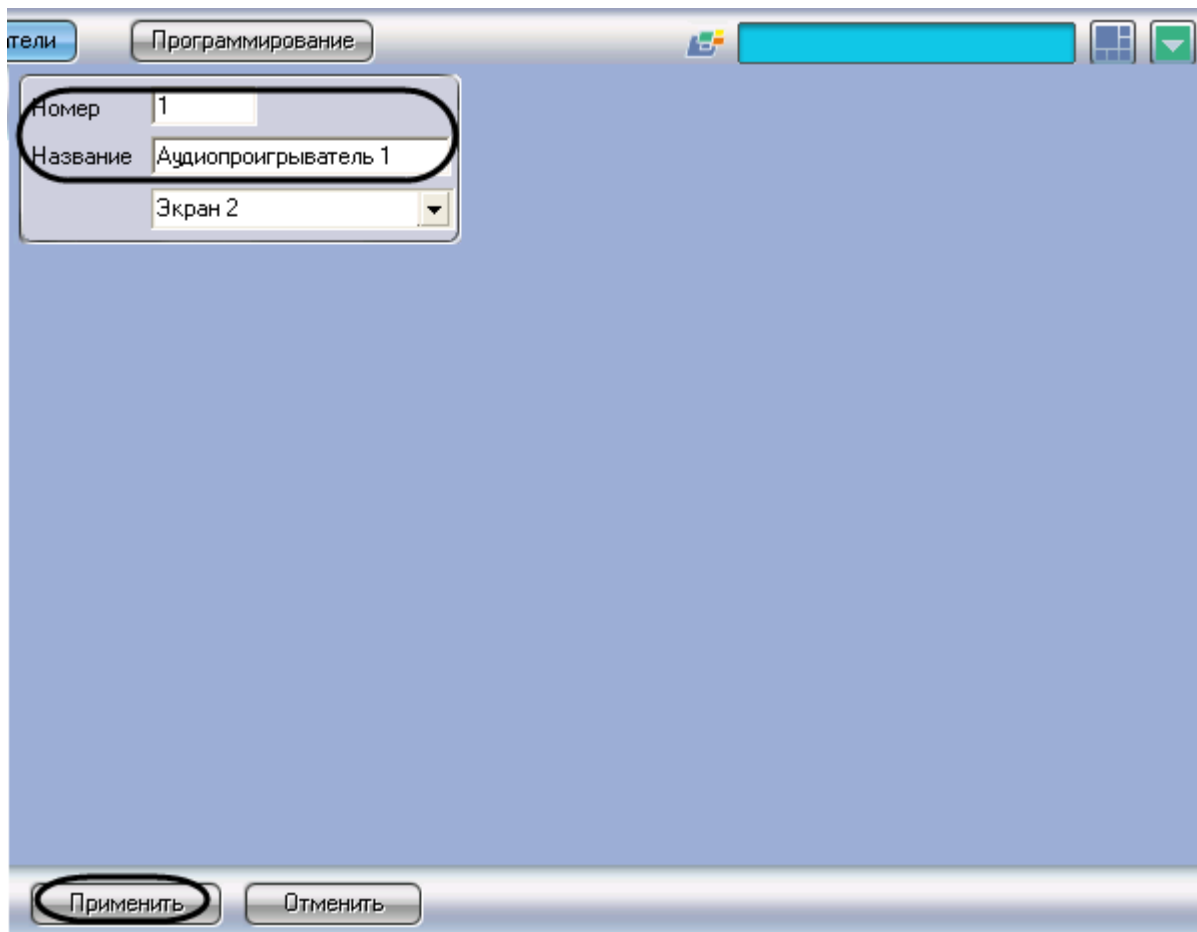 тели Программирование
Номер 1
Название Аудиопроигрыватель 1
Экран 2
Применить Отменить